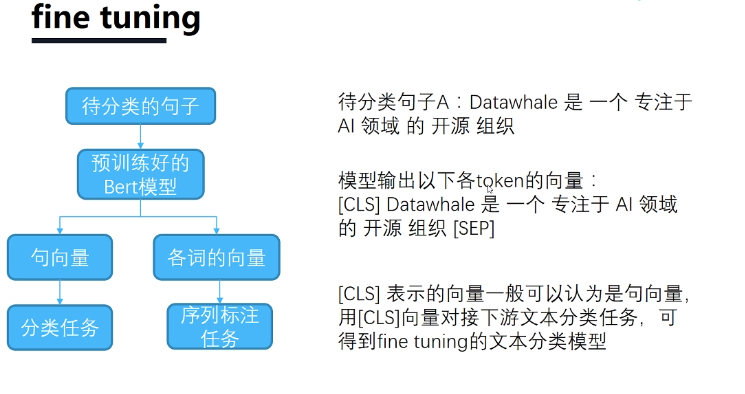 fine tuning
待分类的句子
预训练好的
Bert模型
句向量
各词的向量
分类任务
序列标注
任务
待分类句子A：Datawhale 是 一个 专注于
AI 领域 的 开源 组织
模型输出以下各token的向量：
[CLS] Datawhale 是 一个 专注于 AI 领域
的 开源 组织 [SEP]
[CLS] 表示的向量一般可以认为是句向量，
用[CLS]向量对接下游文本分类任务，可
得到fine tuning的文本分类模型